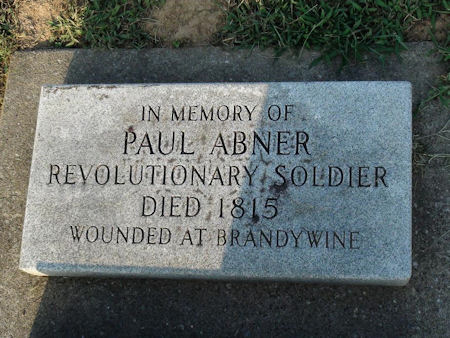 IN MEMORY OF
PAUL ABNER
REVOLUTIONARY SOLDIER
DIED 1815
WOUNDED AT BRANDYWINE